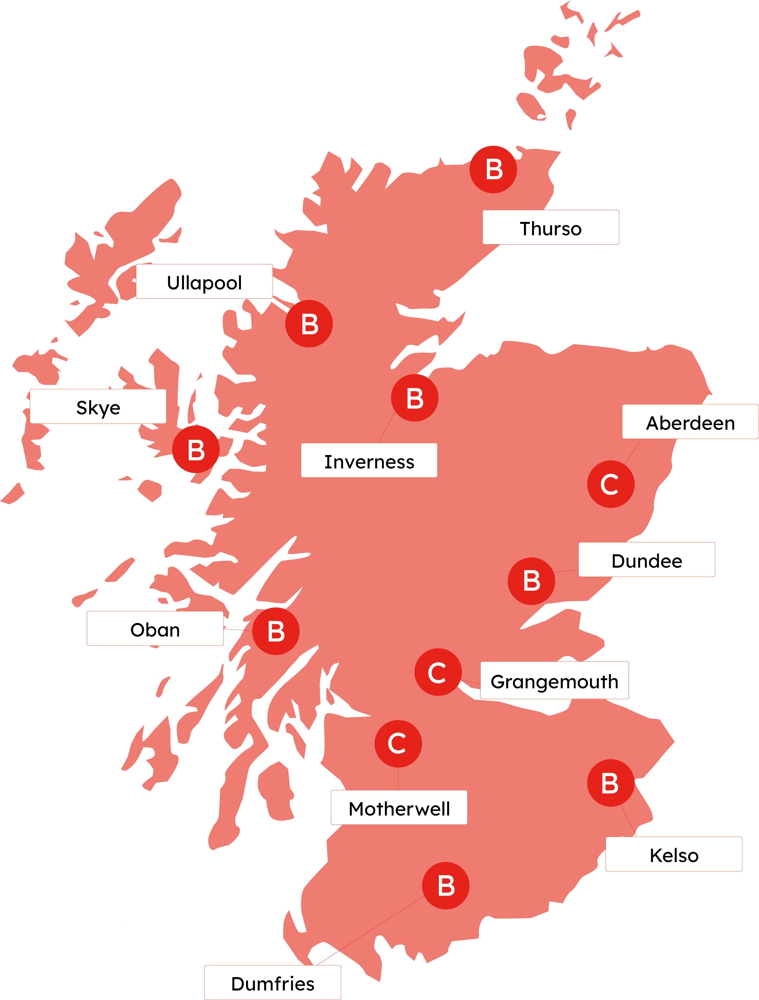 B
Thurso
Ullapool
B
B
Skye
Aberdeen
B
Inverness
C
Dundee
B
Oban
B
C
Grangemouth
C
B
Motherwell
Kelso
B
Dumfries